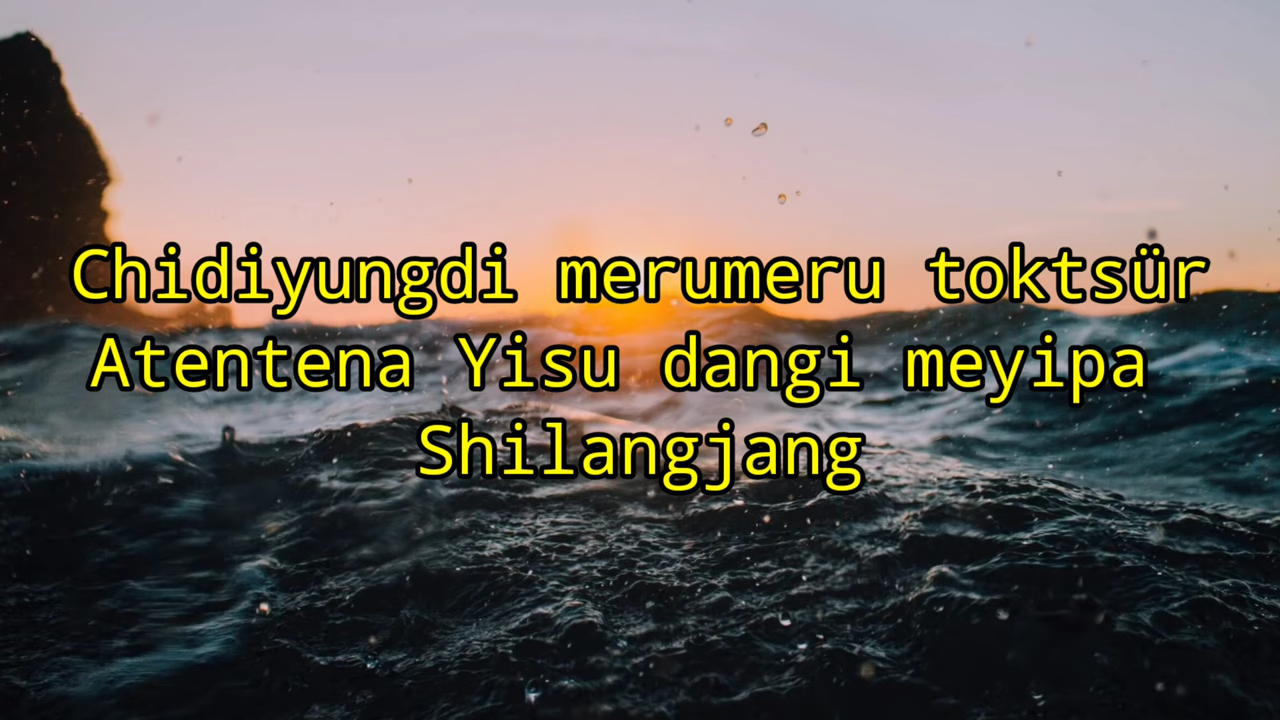 Chidiyungdi merumeru toktsür
Atentena Yisu dangi meyipa
Shilangjang